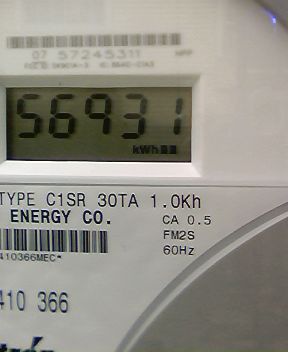 07 57245311
56931
kWh
TYPE C1SR 30TA 1.0Kh
ENERGY CO.
CA 0.5
FM2S
60Hz
410366MEC*
410 366